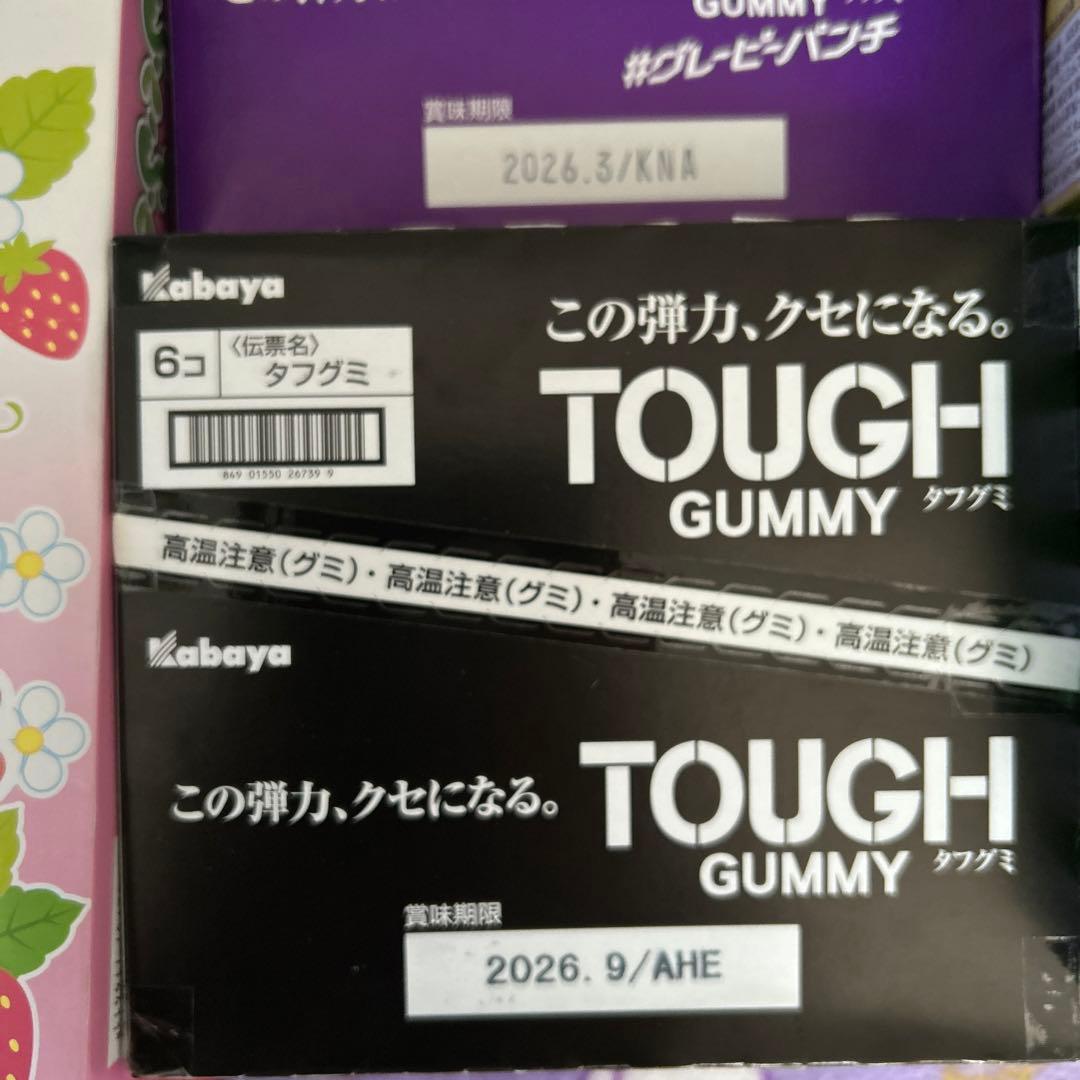 GUMMY
#グレーピーパンチ
賞味期限
2026.3/KNA
Kabaya
6コ
〈伝票名〉
タフグミ
849 01550 26739 9
この弾力、クセになる。
TOUGH
GUMMY タフグミ
高温注意(グミ)・高温注意(グミ)・高温注意(グミ)・高温注意(グミ)
Kabaya
この弾力、クセになる。
TOUGH
GUMMY タフグミ
賞味期限
2026. 9/AHE